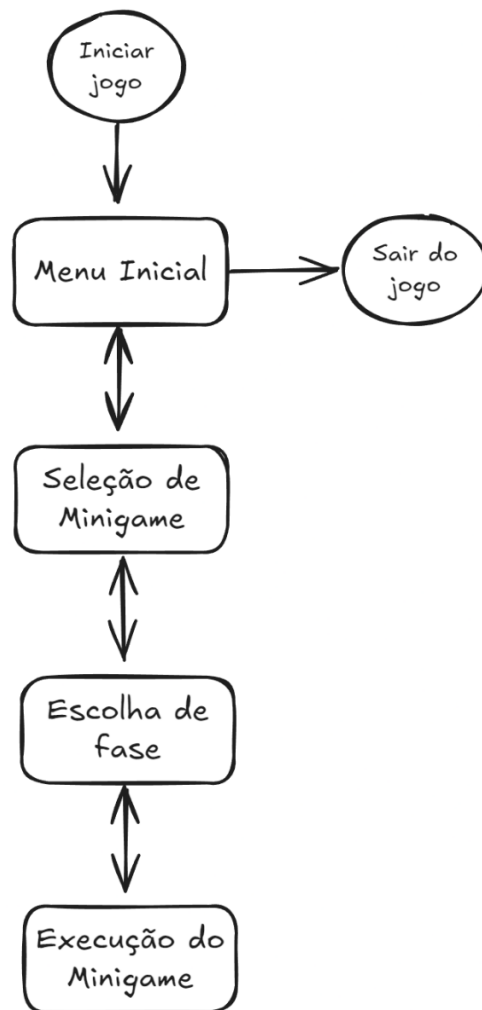 Iniciar
jogo
Menu Inicial
Sair do
jogo
Seleção de
Minigame
Escolha de
fase
Execução do
Minigame